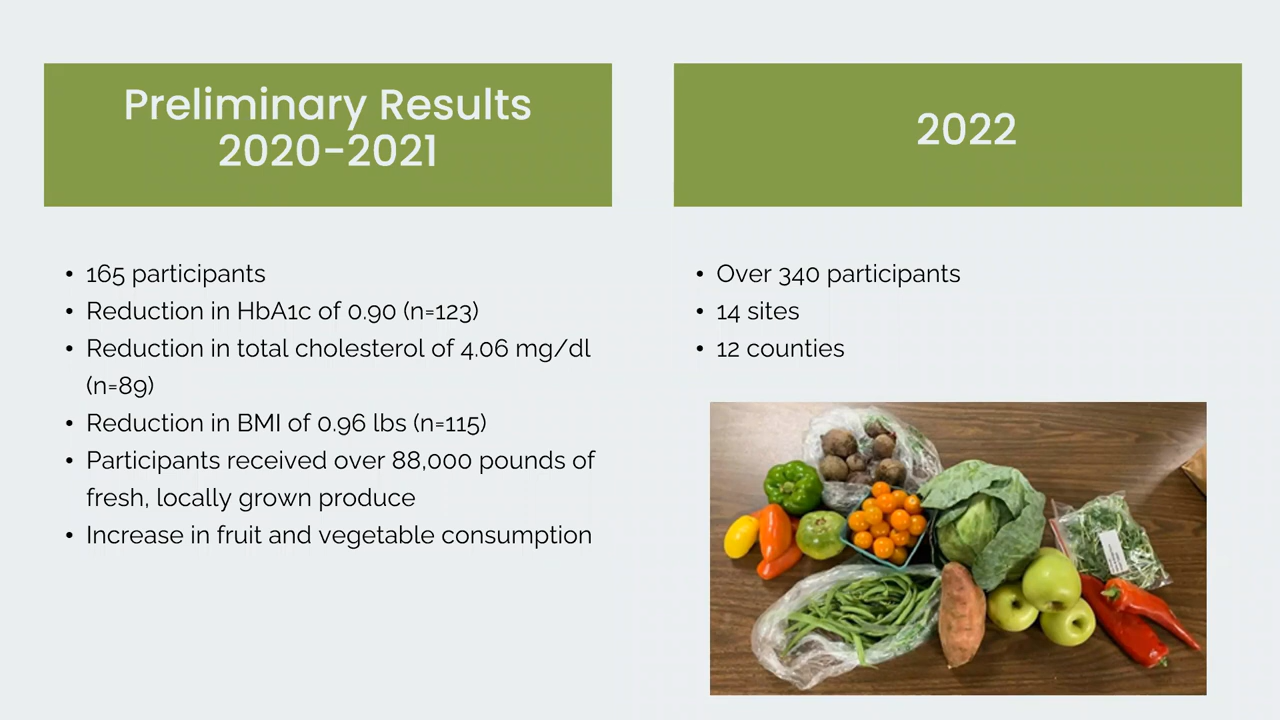 Preliminary Results
2020-2021
• 165 participants
• Reduction in HbA1c of 0.90 (n=123)
• Reduction in total cholesterol of 4.06 mg/dl
(n=89)
• Reduction in BMI of 0.96 lbs (n=115)
• Participants received over 88,000 pounds of
fresh, locally grown produce
• Increase in fruit and vegetable consumption
2022
• Over 340 participants
• 14 sites
• 12 counties